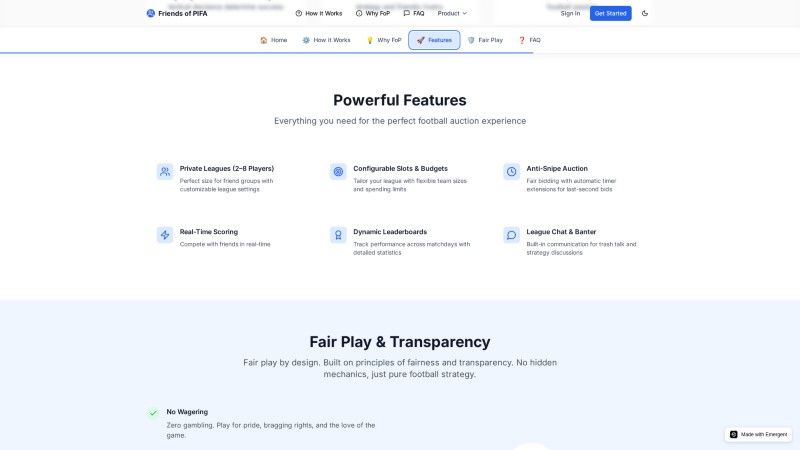 Friends of PIFA
How it Works
Why FoP
FAQ
Product
Sign In
Get Started
🏠 Home
⚙️ How it Works
💡 Why FoP
🚀 Features
🛡️ Fair Play
❓ FAQ
Powerful Features
Everything you need for the perfect football auction experience
Private Leagues (2–8 Players)
Perfect size for friend groups with
customizable league settings
Configurable Slots & Budgets
Tailor your league with flexible team sizes
and spending limits
Anti-Snipe Auction
Fair bidding with automatic timer
extensions for last-second bids
Real-Time Scoring
Compete with friends in real-time
Dynamic Leaderboards
Track performance across matchdays with
detailed statistics
League Chat & Banter
Built-in communication for trash talk and
strategy discussions
Fair Play & Transparency
Fair play by design. Built on principles of fairness and transparency. No hidden
mechanics, just pure football strategy.
No Wagering
Zero gambling. Play for pride, bragging rights, and the love of the
game.
Made with Emergent